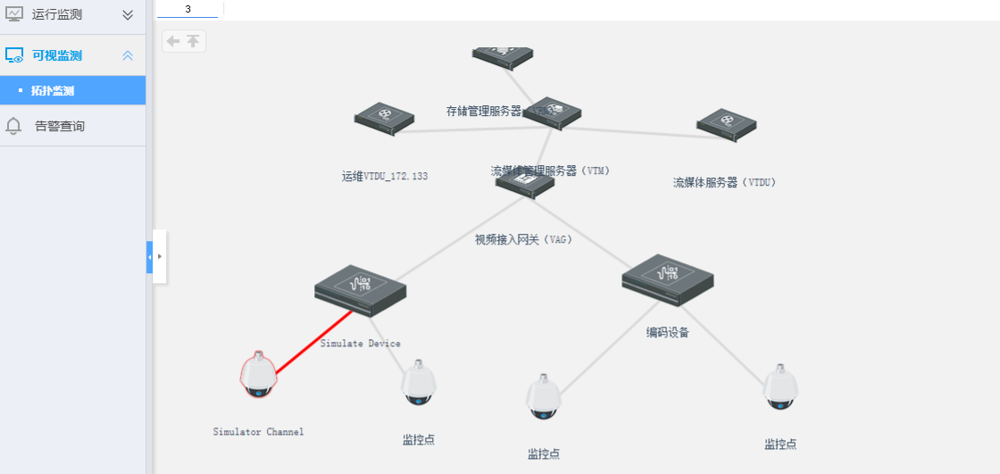 运行监测
3
可视监测
拓扑监测
告警查询
存储管理服务器
流媒体管理服务器（VTM）
运维VTDU_172.133
流媒体服务器（VTDU）
视频接入网关（VAG）
编码设备
Simulate Device
Simulator Channel
监控点
监控点
监控点